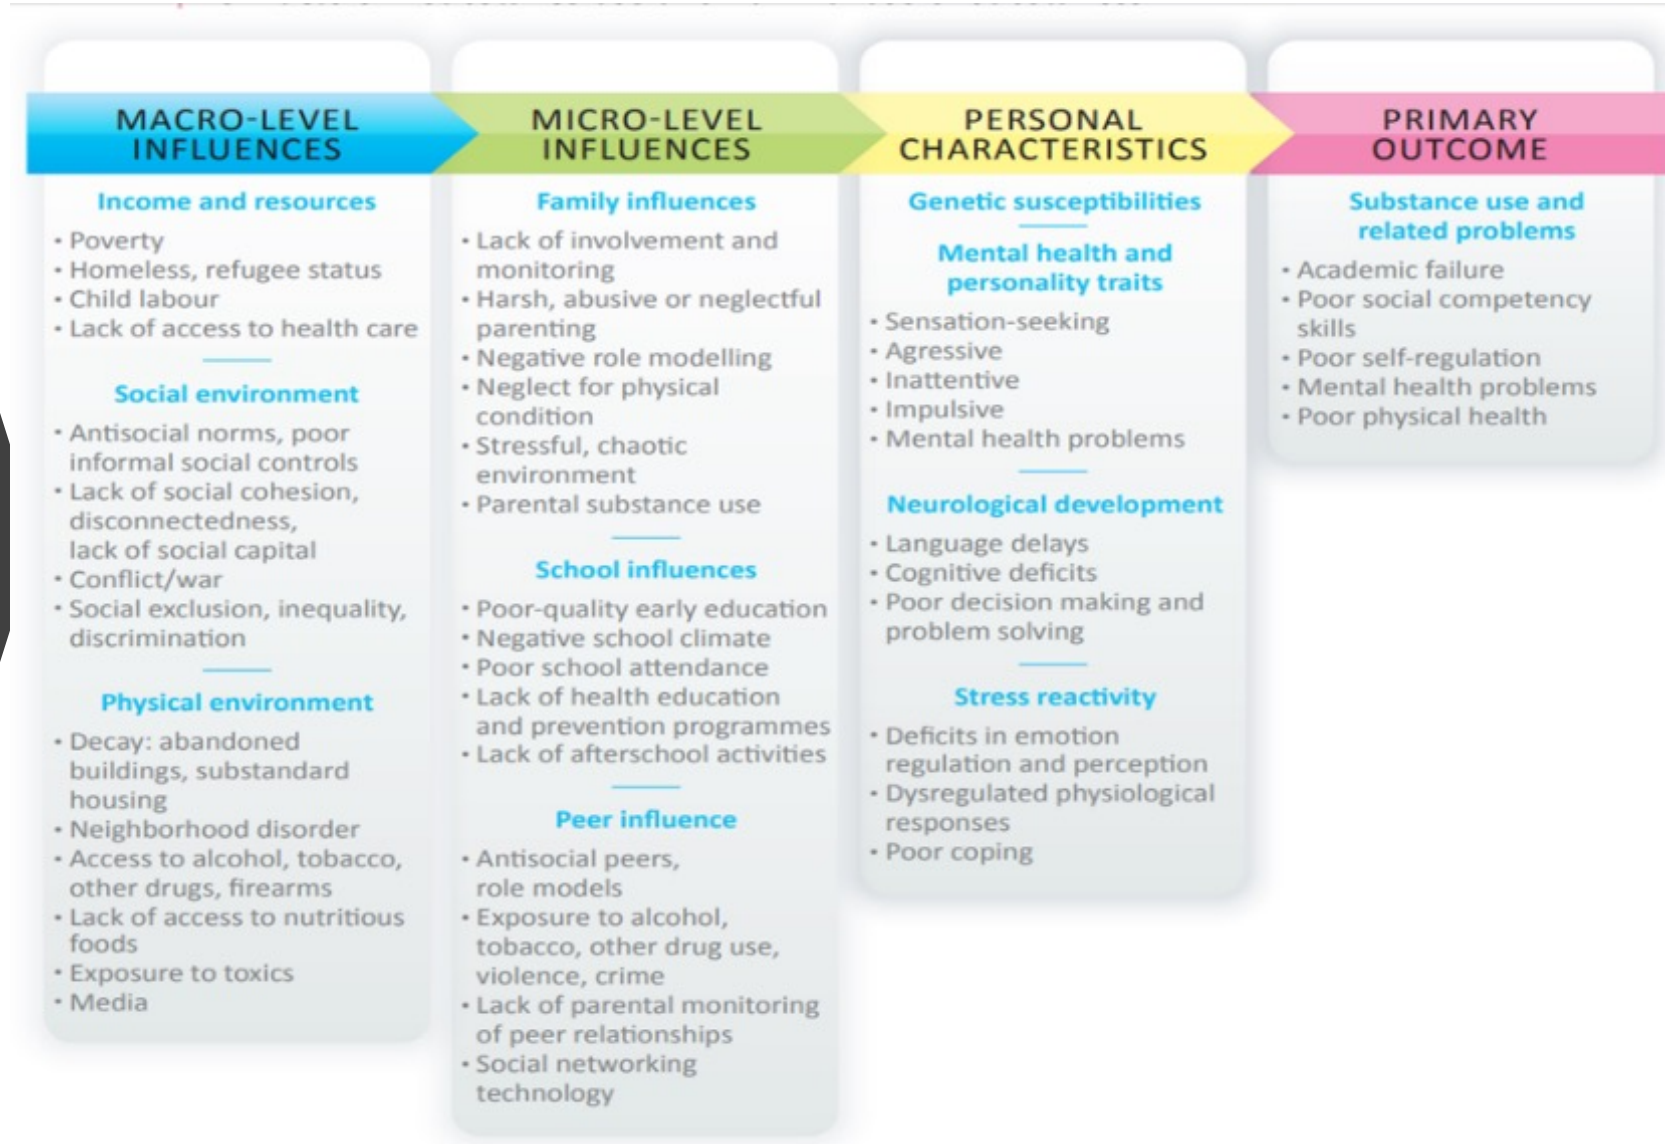 MACRO-LEVEL
INFLUENCES
Income and resources
• Poverty
• Homeless, refugee status
• Child labour
• Lack of access to health care
Social environment
• Antisocial norms, poor
informal social controls
• Lack of social cohesion,
disconnectedness,
lack of social capital
• Conflict/war
• Social exclusion, inequality,
discrimination
Physical environment
• Decay: abandoned
buildings, substandard
housing
• Neighborhood disorder
• Access to alcohol, tobacco,
other drugs, firearms
• Lack of access to nutritious
foods
• Exposure to toxics
• Media
MICRO-LEVEL
INFLUENCES
Family influences
• Lack of involvement and
monitoring
• Harsh, abusive or neglectful
parenting
• Negative role modelling
• Neglect for physical
condition
• Stressful, chaotic
environment
• Parental substance use
School influences
• Poor-quality early education
• Negative school climate
• Poor school attendance
• Lack of health education
and prevention programmes
• Lack of afterschool activities
Peer influence
• Antisocial peers,
role models
• Exposure to alcohol,
tobacco, other drug use,
violence, crime
• Lack of parental monitoring
of peer relationships
• Social networking
technology
PERSONAL
CHARACTERISTICS
Genetic susceptibilities
Mental health and
personality traits
• Sensation-seeking
• Agressive
• Inattentive
• Impulsive
• Mental health problems
Neurological development
• Language delays
• Cognitive deficits
• Poor decision making and
problem solving
Stress reactivity
• Deficits in emotion
regulation and perception
• Dysregulated physiological
responses
• Poor coping
PRIMARY
OUTCOME
Substance use and
related problems
• Academic failure
• Poor social competency
skills
• Poor self-regulation
• Mental health problems
• Poor physical health